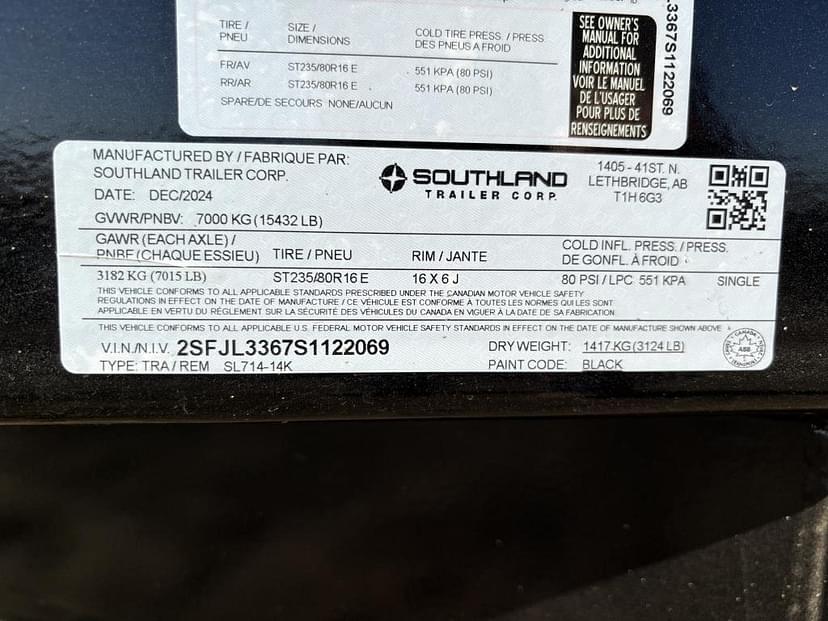 TIRE / PNEU
SIZE / DIMENSIONS
COLD TIRE PRESS. / PRESS. DES PNEUS A FROID
FR/AV ST235/80R16 E 551 KPA (80 PSI)
RR/AR ST235/80R16 E 551 KPA (80 PSI)
SPARE/DE SECOURS NONE/AUCUN
SEE OWNER'S
MANUAL FOR
ADDITIONAL
INFORMATION
VOIR LE MANUEL
DE L'USAGER
POUR PLUS DE
RENSEIGNEMENTS
L3367S1122069
MANUFACTURED BY / FABRIQUE PAR:
SOUTHLAND TRAILER CORP.
DATE: DEC/2024
SOUTHLAND
TRAILER CORP.
1405 - 41ST. N.
LETHBRIDGE, AB
T1H 6G3
GVWR/PNBV: 7000 KG (15432 LB)
GAWR (EACH AXLE) /
PNBE (CHAQUE ESSIEU) TIRE / PNEU RIM / JANTE
COLD INFL. PRESS. / PRESS.
DE GONFL. À FROID
3182 KG (7015 LB) ST235/80R16 E 16 X 6 J 80 PSI / LPC 551 KPA SINGLE
THIS VEHICLE CONFORMS TO ALL APPLICABLE STANDARDS PRESCRIBED UNDER THE CANADIAN MOTOR VEHICLE SAFETY
REGULATIONS IN EFFECT ON THE DATE OF MANUFACTURE / CE VÉHICULE EST CONFORME À TOUTES LES NORMES QUI LES SONT
APPLICABLE EN VERTU DU RÉGLEMENT SUR LA SÉCURITÉ DES VÉHICULES DU CANADA EN VIGUER À LA DATE DE SA FABRICATION
THIS VEHICLE CONFORMS TO ALL APPLICABLE U.S. FEDERAL MOTOR VEHICLE SAFETY STANDARDS IN EFFECT ON THE DATE OF MANUFACTURE SHOWN ABOVE
V.I.N./N.I.V. 2SFJL3367S1122069 DRY WEIGHT: 1417 KG (3124 LB)
TYPE: TRA / REM SL714-14K PAINT CODE: BLACK